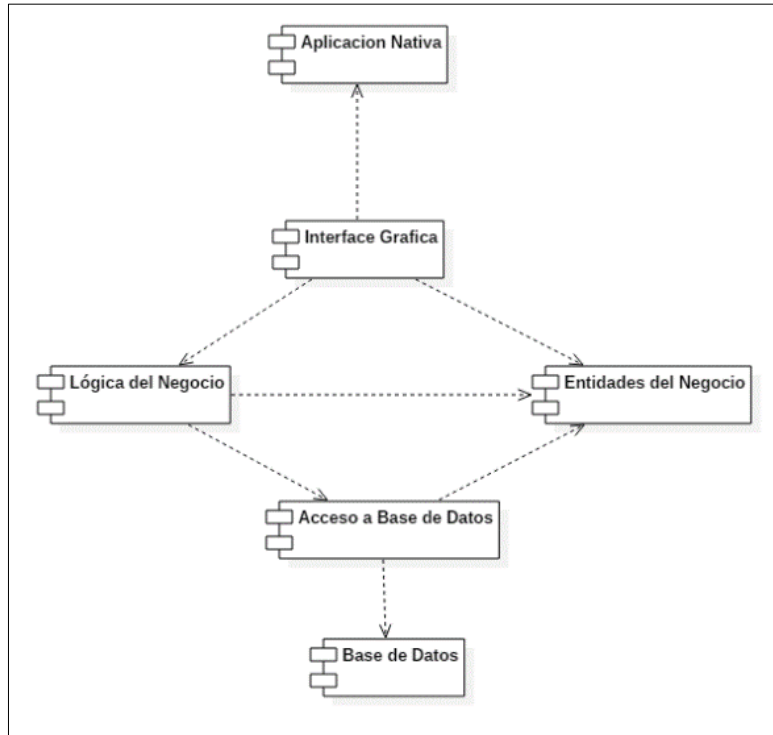 Aplicacion Nativa
Interface Grafica
Lógica del Negocio
Entidades del Negocio
Acceso a Base de Datos
Base de Datos